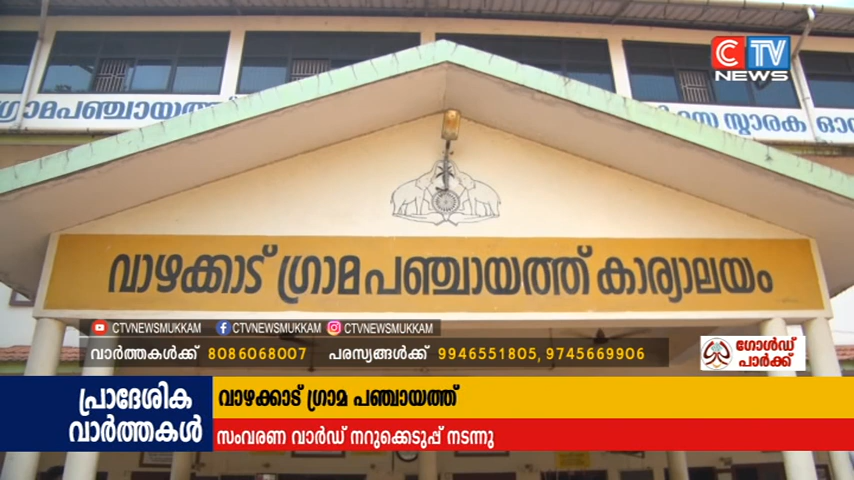 CTV
NEWS
ഗ്രാമപഞ്ചായത്ത്
സ്മാരക
വാഴക്കാട് ഗ്രാമപഞ്ചായത്ത് കാര്യാലയം
CTVNEWSMUKKAM CTVNEWSMUKKAM CTVNEWSMUKKAM
വാർത്തകൾക്ക് 8086068007 പരസ്യങ്ങൾക്ക് 9946551805, 9745669906
ഗോൾഡ്
പാർക്ക്
പ്രാദേശിക
വാർത്തകൾ
വാഴക്കാട് ഗ്രാമ പഞ്ചായത്ത്
സംവരണ വാർഡ് നറുക്കെടുപ്പ് നടന്നു